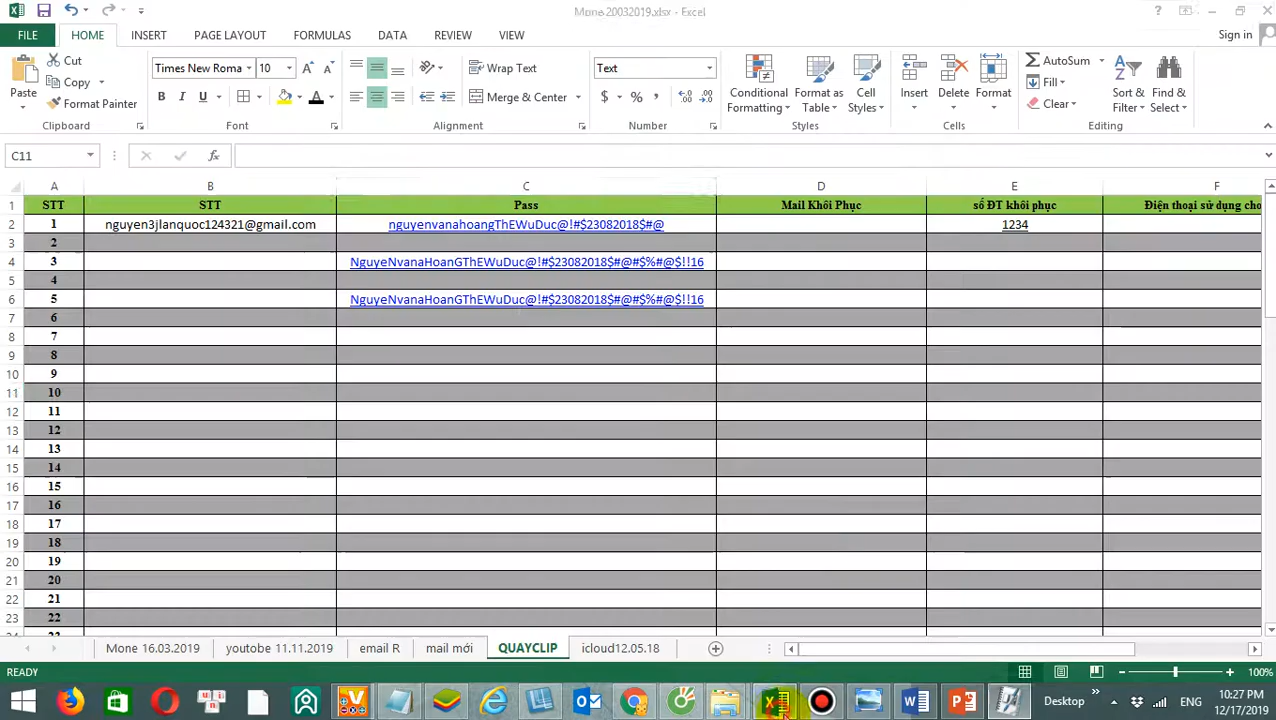 Mone 20032019.xlsx - Excel
FILE HOME INSERT PAGE LAYOUT FORMULAS DATA REVIEW VIEW Sign in
Cut
Copy
Format Painter
Paste
Times New Roma 10
B I U A
Wrap Text
Merge & Center
Text
$ % ,
Conditional Formatting
Format as Table
Cell Styles
Insert Delete Format
AutoSum
Fill
Clear
Sort & Filter
Find & Select
Clipboard Font Alignment Number Styles Cells Editing
C11 fx
A B C D E F
1 STT STT Pass Mail Khôi Phục số ĐT khôi phục Điện thoại sử dụng cho
2 1 nguyen3jlanquoc124321@gmail.com nguyenvanahoangThEWuDuc@!#$23082018$#@ 1234
3 2
4 3 NguyeNvanaHoanGThEWuDuc@!#$23082018$#@#$%#@$!!16
5 4
6 5 NguyeNvanaHoanGThEWuDuc@!#$23082018$#@#$%#@$!!16
7 6
8 7
9 8
10 9
11 10
12 11
13 12
14 13
15 14
16 15
17 16
18 17
19 18
20 19
21 20
22 21
23 22
Mone 16.03.2019 youtobe 11.11.2019 email R mail mới QUAYCLIP icloud12.05.18
READY 100%
Desktop ENG
10:27 PM
12/17/2019